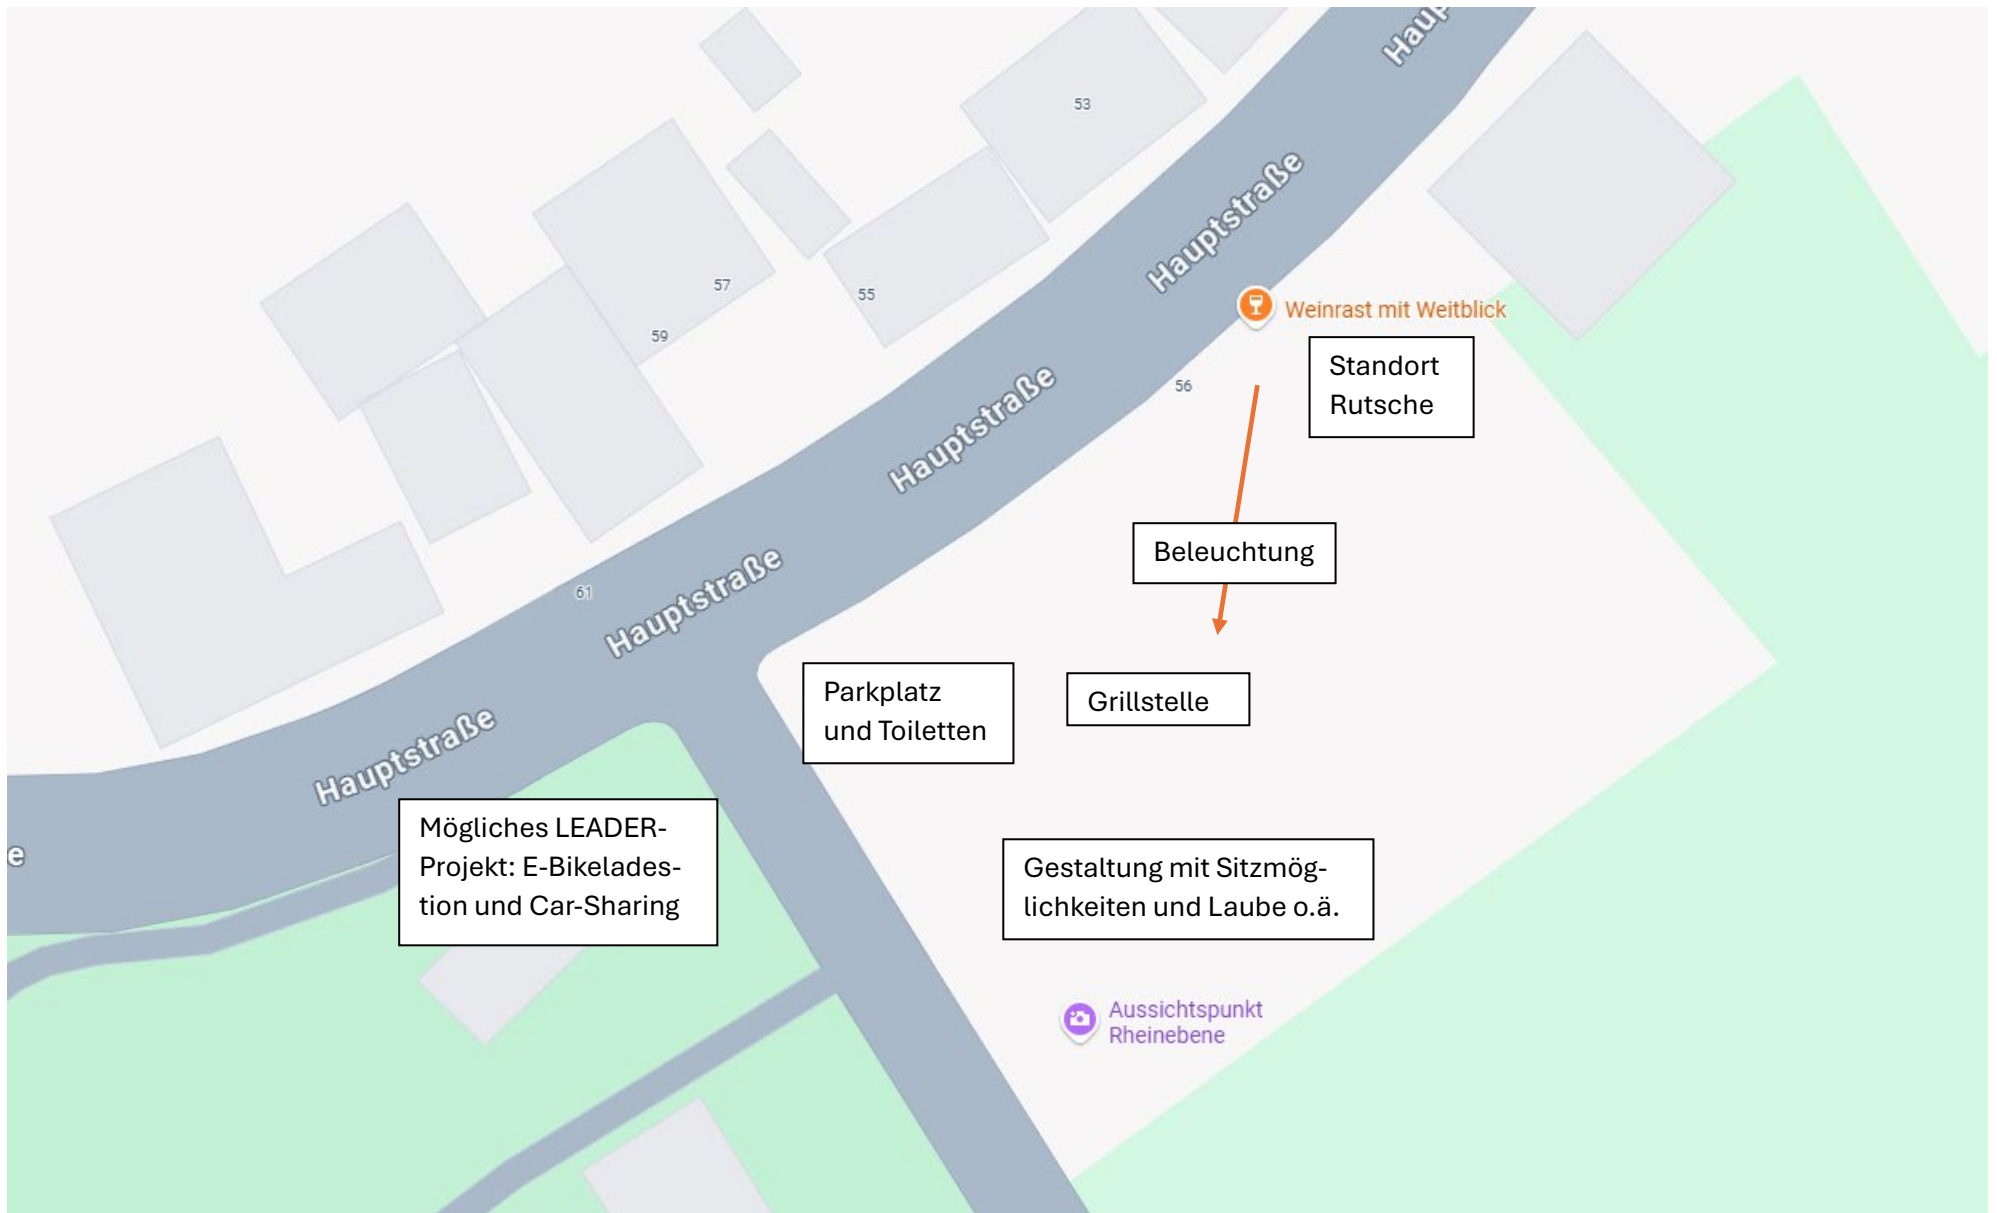 Haup
53
Hauptstraße
57
55
59
Weinrast mit Weitblick
Standort
Rutsche
56
Hauptstraße
Beleuchtung
61
Hauptstraße
Parkplatz
und Toiletten
Grillstelle
Hauptstraße
e
Mögliches LEADER-
Projekt: E-Bikelades-
tion und Car-Sharing
Gestaltung mit Sitzmög-
lichkeiten und Laube o.ä.
Aussichtspunkt
Rheinebene